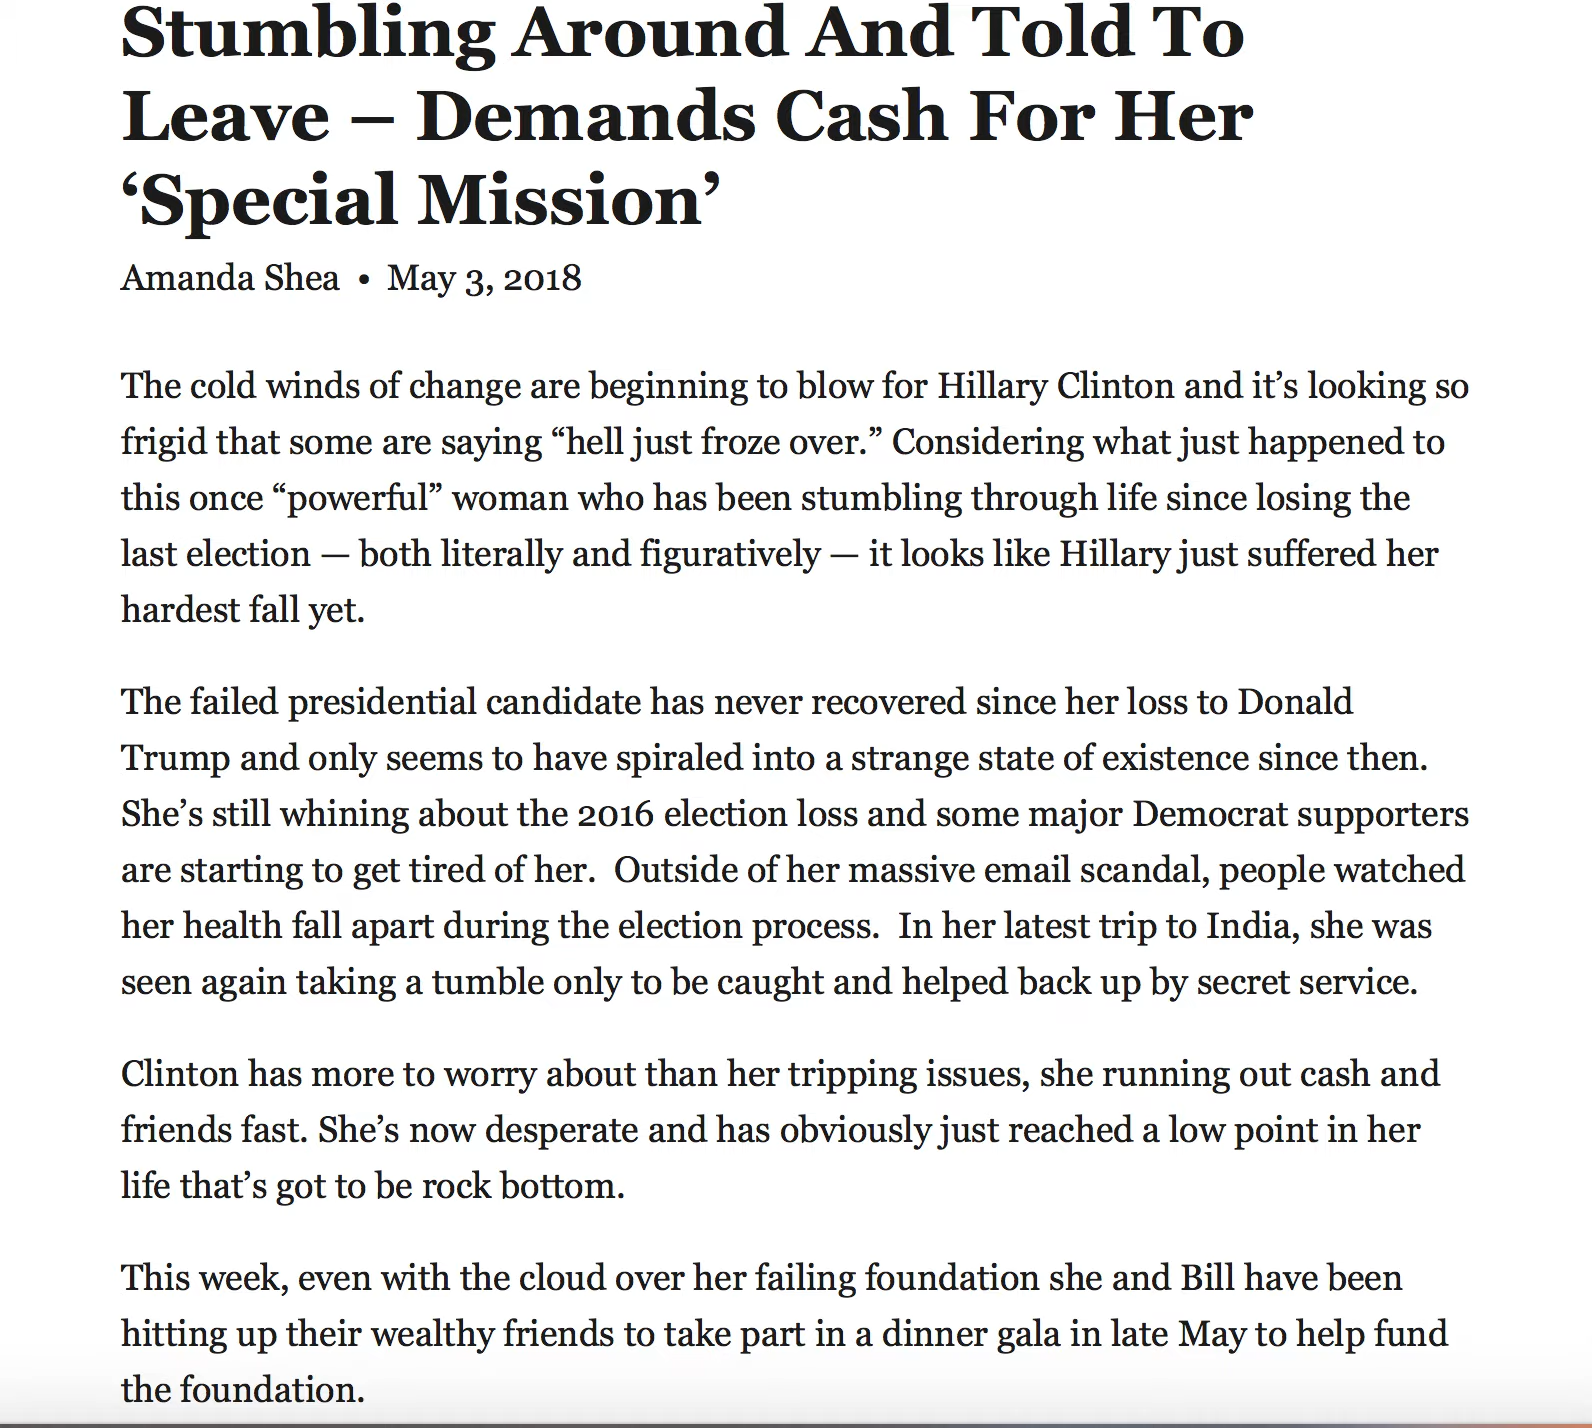 Stumbling Around And Told To
Leave – Demands Cash For Her
‘Special Mission’
Amanda Shea • May 3, 2018
The cold winds of change are beginning to blow for Hillary Clinton and it’s looking so
frigid that some are saying “hell just froze over.” Considering what just happened to
this once “powerful” woman who has been stumbling through life since losing the
last election — both literally and figuratively — it looks like Hillary just suffered her
hardest fall yet.
The failed presidential candidate has never recovered since her loss to Donald
Trump and only seems to have spiraled into a strange state of existence since then.
She’s still whining about the 2016 election loss and some major Democrat supporters
are starting to get tired of her.  Outside of her massive email scandal, people watched
her health fall apart during the election process.  In her latest trip to India, she was
seen again taking a tumble only to be caught and helped back up by secret service.
Clinton has more to worry about than her tripping issues, she running out cash and
friends fast. She’s now desperate and has obviously just reached a low point in her
life that’s got to be rock bottom.
This week, even with the cloud over her failing foundation she and Bill have been
hitting up their wealthy friends to take part in a dinner gala in late May to help fund
the foundation.